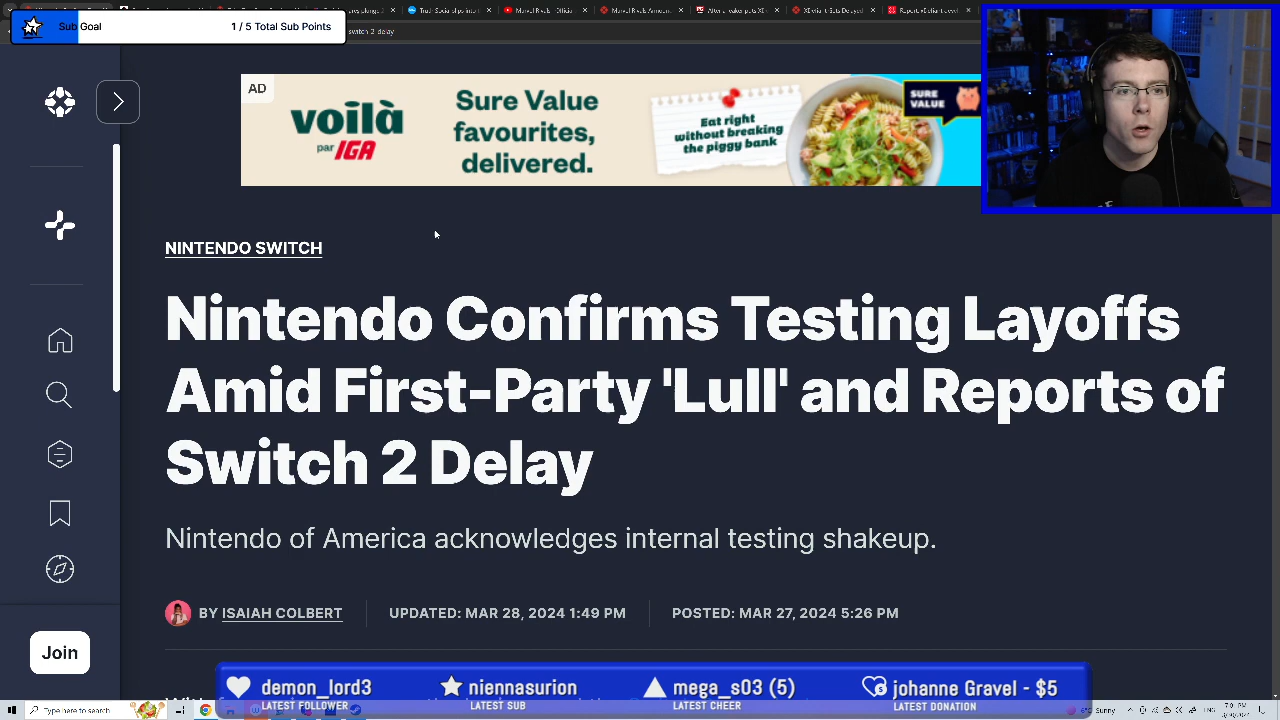 Sub Goal
1 / 5 Total Sub Points
switch 2 delay
AD
voilà
par IGA
Sure Value
favourites,
delivered.
Eat right
without breaking
the piggy bank
SURE
VALUE
NINTENDO SWITCH
Nintendo Confirms Testing Layoffs
Amid First-Party 'Lull' and Reports of
Switch 2 Delay
Nintendo of America acknowledges internal testing shakeup.
BY ISAIAH COLBERT
UPDATED: MAR 28, 2024 1:49 PM
POSTED: MAR 27, 2024 5:26 PM
Join
demon_lord3
LATEST FOLLOWER
niennasurion
LATEST SUB
mega_s03 (5)
LATEST CHEER
johanne Gravel - $5
LATEST DONATION
Type here to search
Sunny